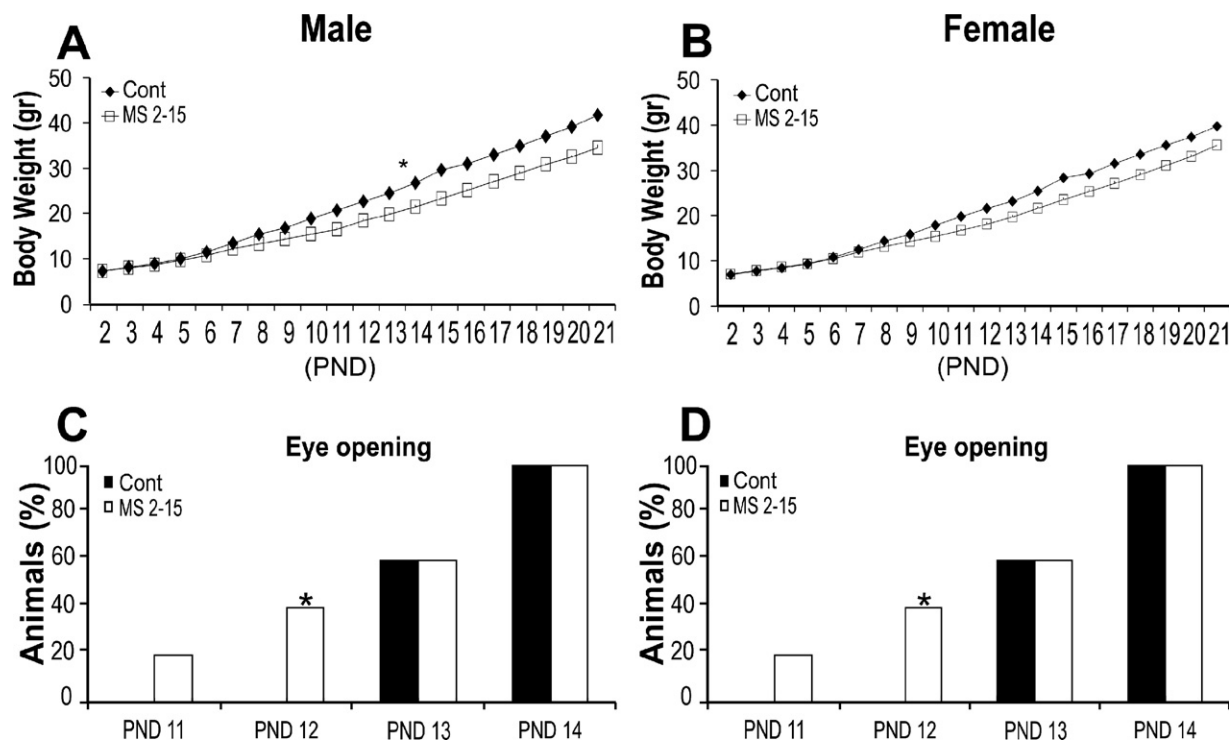 A
Male
Body Weight (gr)
50
40
30
20
10
0
Cont
MS 2-15
*
2 3 4 5 6 7 8 9 10 11 12 13 14 15 16 17 18 19 20 21
(PND)
B
Female
Body Weight (gr)
50
40
30
20
10
0
Cont
MS 2-15
2 3 4 5 6 7 8 9 10 11 12 13 14 15 16 17 18 19 20 21
(PND)
C
Eye opening
Animals (%)
100
80
60
40
20
0
Cont
MS 2-15
*
PND 11 PND 12 PND 13 PND 14
D
Eye opening
Animals (%)
100
80
60
40
20
0
Cont
MS 2-15
*
PND 11 PND 12 PND 13 PND 14